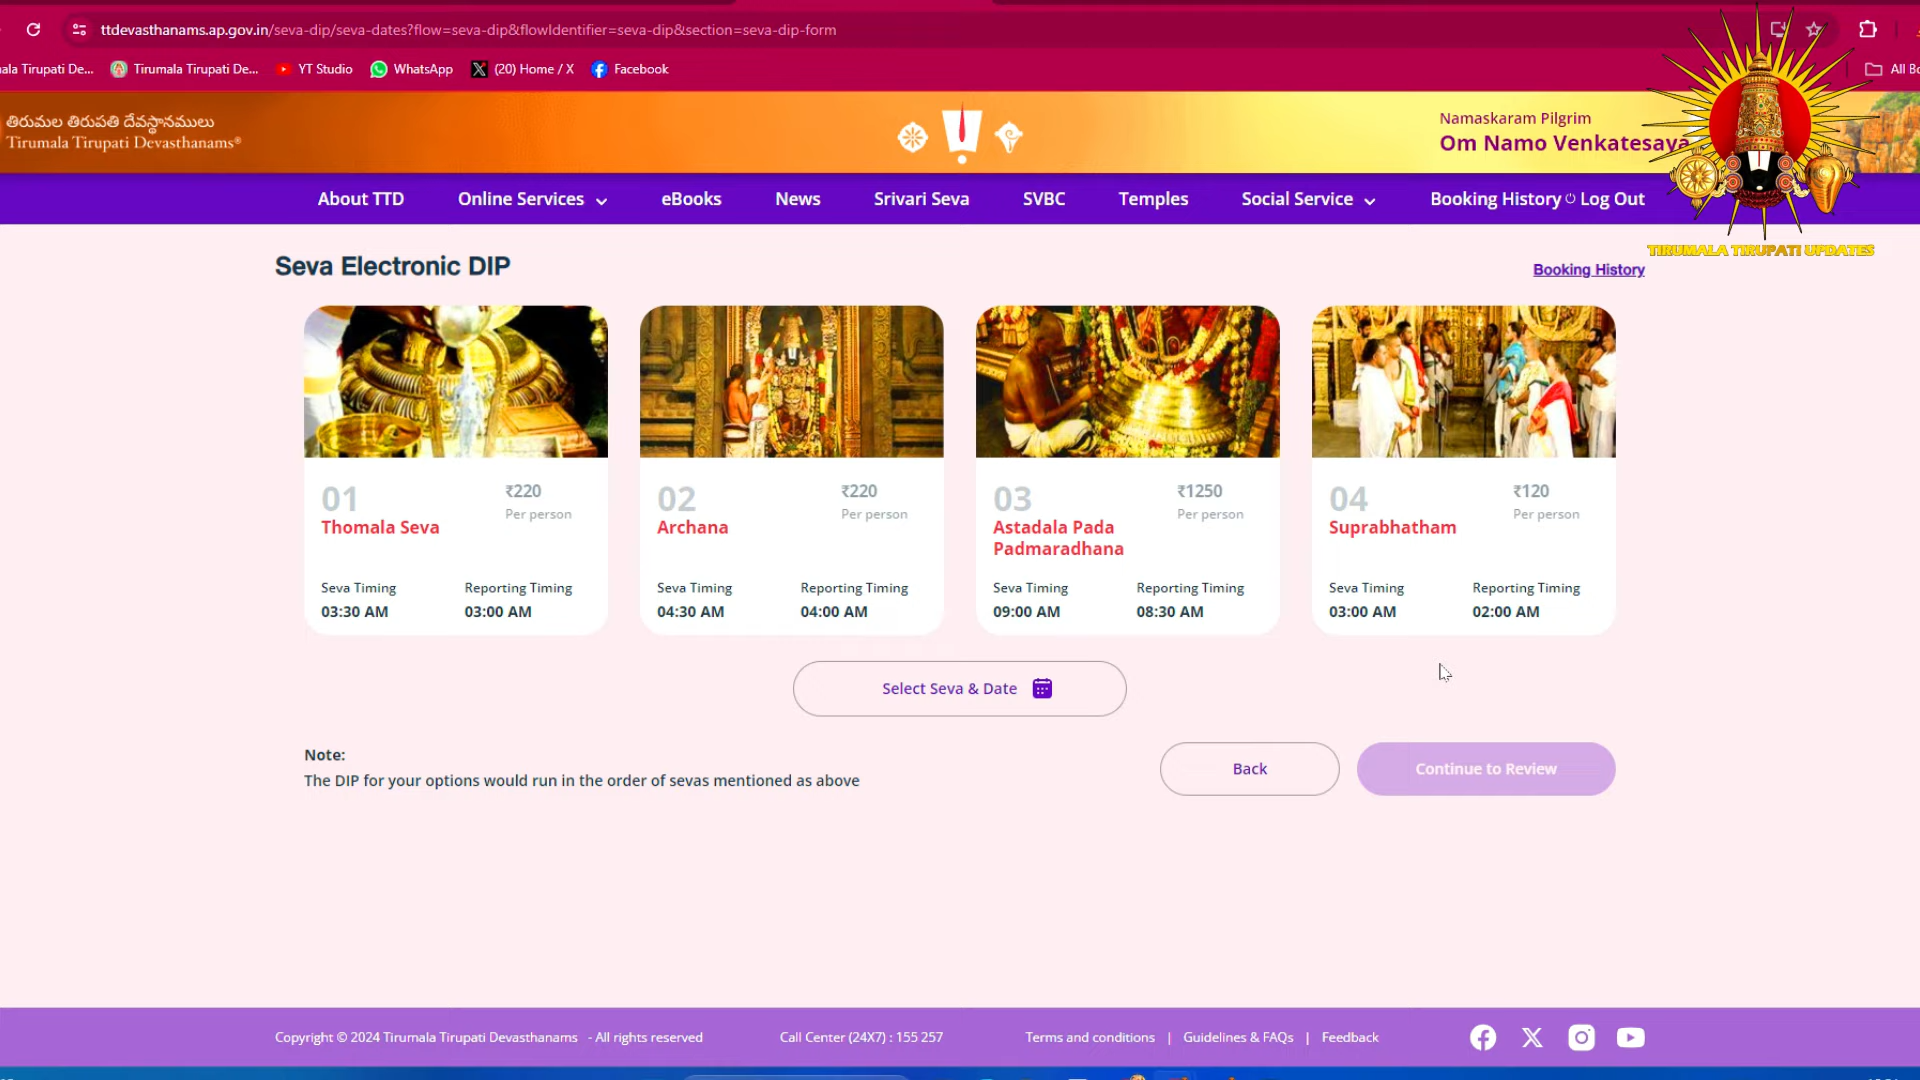 ttdevasthanams.ap.gov.in/seva-dip/seva-dates?flow=seva-dip&flowIdentifier=seva-dip&section=seva-dip-form
ala Tirupati De... Tirumala Tirupati De... YT Studio WhatsApp (20) Home / X Facebook All Bo
తిరుమల తిరుపతి దేవస్థానములు
Tirumala Tirupati Devasthanams®
Namaskaram Pilgrim
Om Namo Venkatesaya
About TTD Online Services eBooks News Srivari Seva SVBC Temples Social Service Booking History Log Out
TIRUMALA TIRUPATI UPDATES
Seva Electronic DIP
Booking History
01 ₹220
Per person
Thomala Seva
Seva Timing Reporting Timing
03:30 AM 03:00 AM
02 ₹220
Per person
Archana
Seva Timing Reporting Timing
04:30 AM 04:00 AM
03 ₹1250
Per person
Astadala Pada
Padmaradhana
Seva Timing Reporting Timing
09:00 AM 08:30 AM
04 ₹120
Per person
Suprabhatham
Seva Timing Reporting Timing
03:00 AM 02:00 AM
Select Seva & Date
Note:
The DIP for your options would run in the order of sevas mentioned as above
Back
Continue to Review
Copyright © 2024 Tirumala Tirupati Devasthanams - All rights reserved Call Center (24X7) : 155 257 Terms and conditions | Guidelines & FAQs | Feedback